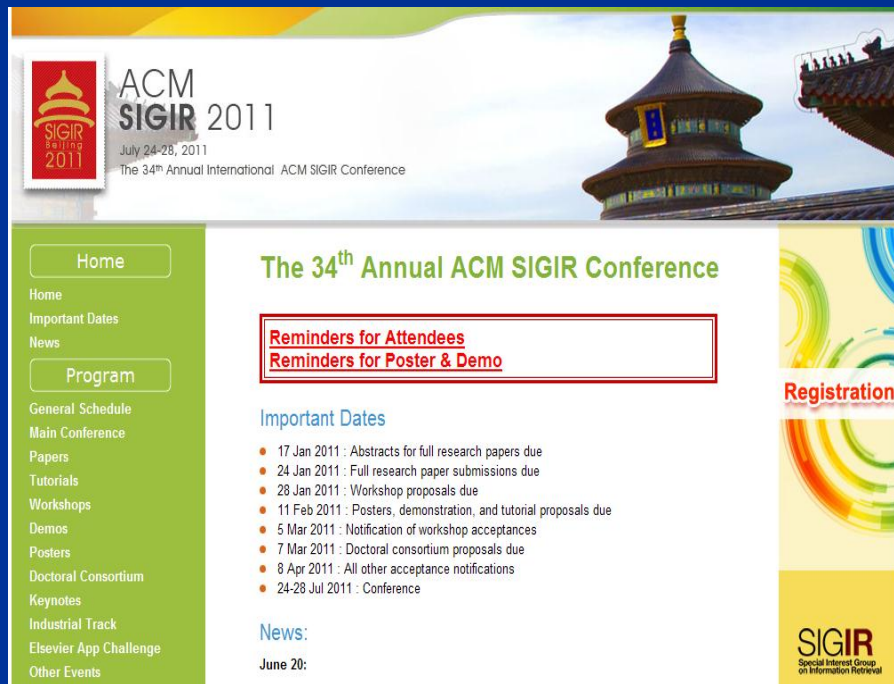 SIGIR
Beijing
2011
ACM
SIGIR 2011
July 24-28, 2011
The 34th Annual International ACM SIGIR Conference
Home
Home
Important Dates
News
Program
General Schedule
Main Conference
Papers
Tutorials
Workshops
Demos
Posters
Doctoral Consortium
Keynotes
Industrial Track
Elsevier App Challenge
Other Events
The 34th Annual ACM SIGIR Conference
Reminders for Attendees
Reminders for Poster & Demo
Important Dates
17 Jan 2011 : Abstracts for full research papers due
24 Jan 2011 : Full research paper submissions due
28 Jan 2011 : Workshop proposals due
11 Feb 2011 : Posters, demonstration, and tutorial proposals due
5 Mar 2011 : Notification of workshop acceptances
7 Mar 2011 : Doctoral consortium proposals due
8 Apr 2011 : All other acceptance notifications
24-28 Jul 2011 : Conference
News:
June 20:
Registration
SIGIR
Special Interest Group
on Information Retrieval